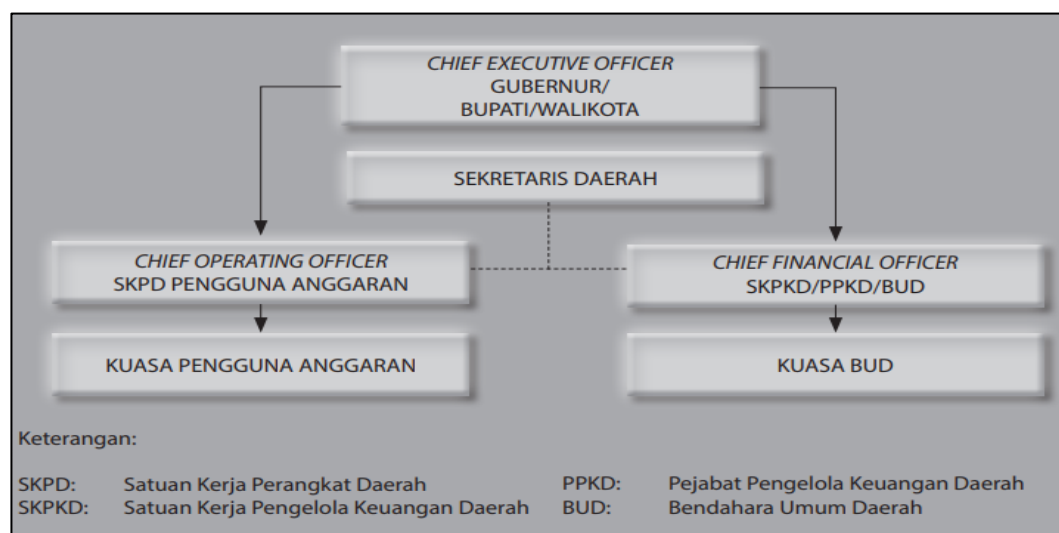 CHIEF EXECUTIVE OFFICER
GUBERNUR/
BUPATI/WALIKOTA
SEKRETARIS DAERAH
CHIEF OPERATING OFFICER
SKPD PENGGUNA ANGGARAN
CHIEF FINANCIAL OFFICER
SKPKD/PPKD/BUD
KUASA PENGGUNA ANGGARAN
KUASA BUD
Keterangan:
SKPD: Satuan Kerja Perangkat Daerah
SKPKD: Satuan Kerja Pengelola Keuangan Daerah
PPKD: Pejabat Pengelola Keuangan Daerah
BUD: Bendahara Umum Daerah